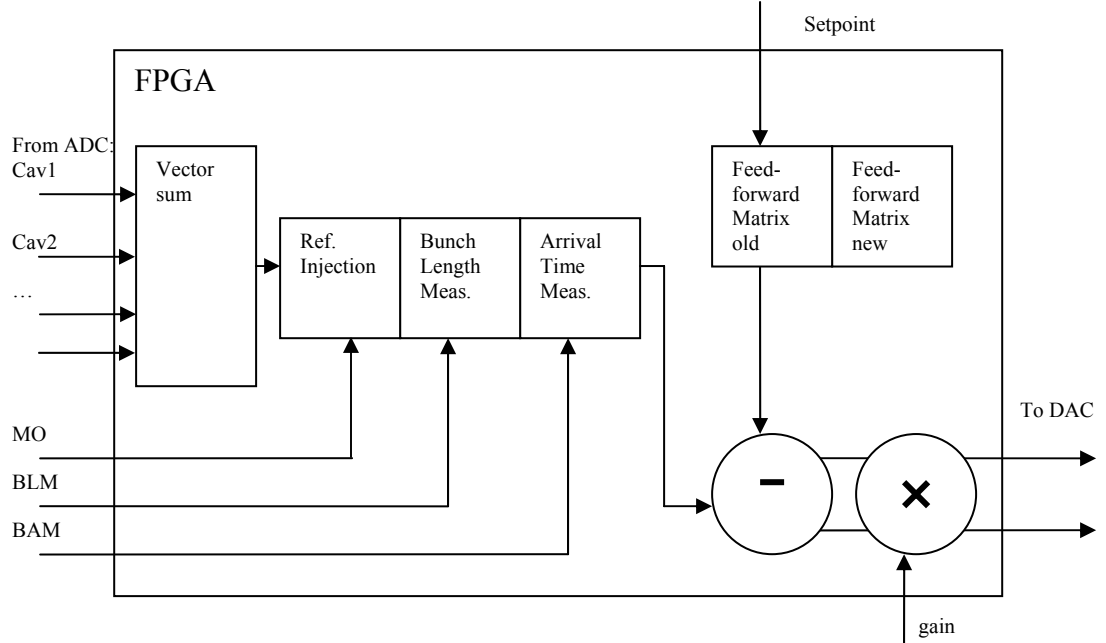 Setpoint
FPGA
From ADC:
Cav1
Cav2
…
Vector
sum
Ref.
Injection
Bunch
Length
Meas.
Arrival
Time
Meas.
Feed-
forward
Matrix
old
Feed-
forward
Matrix
new
MO
BLM
BAM
-
×
To DAC
gain